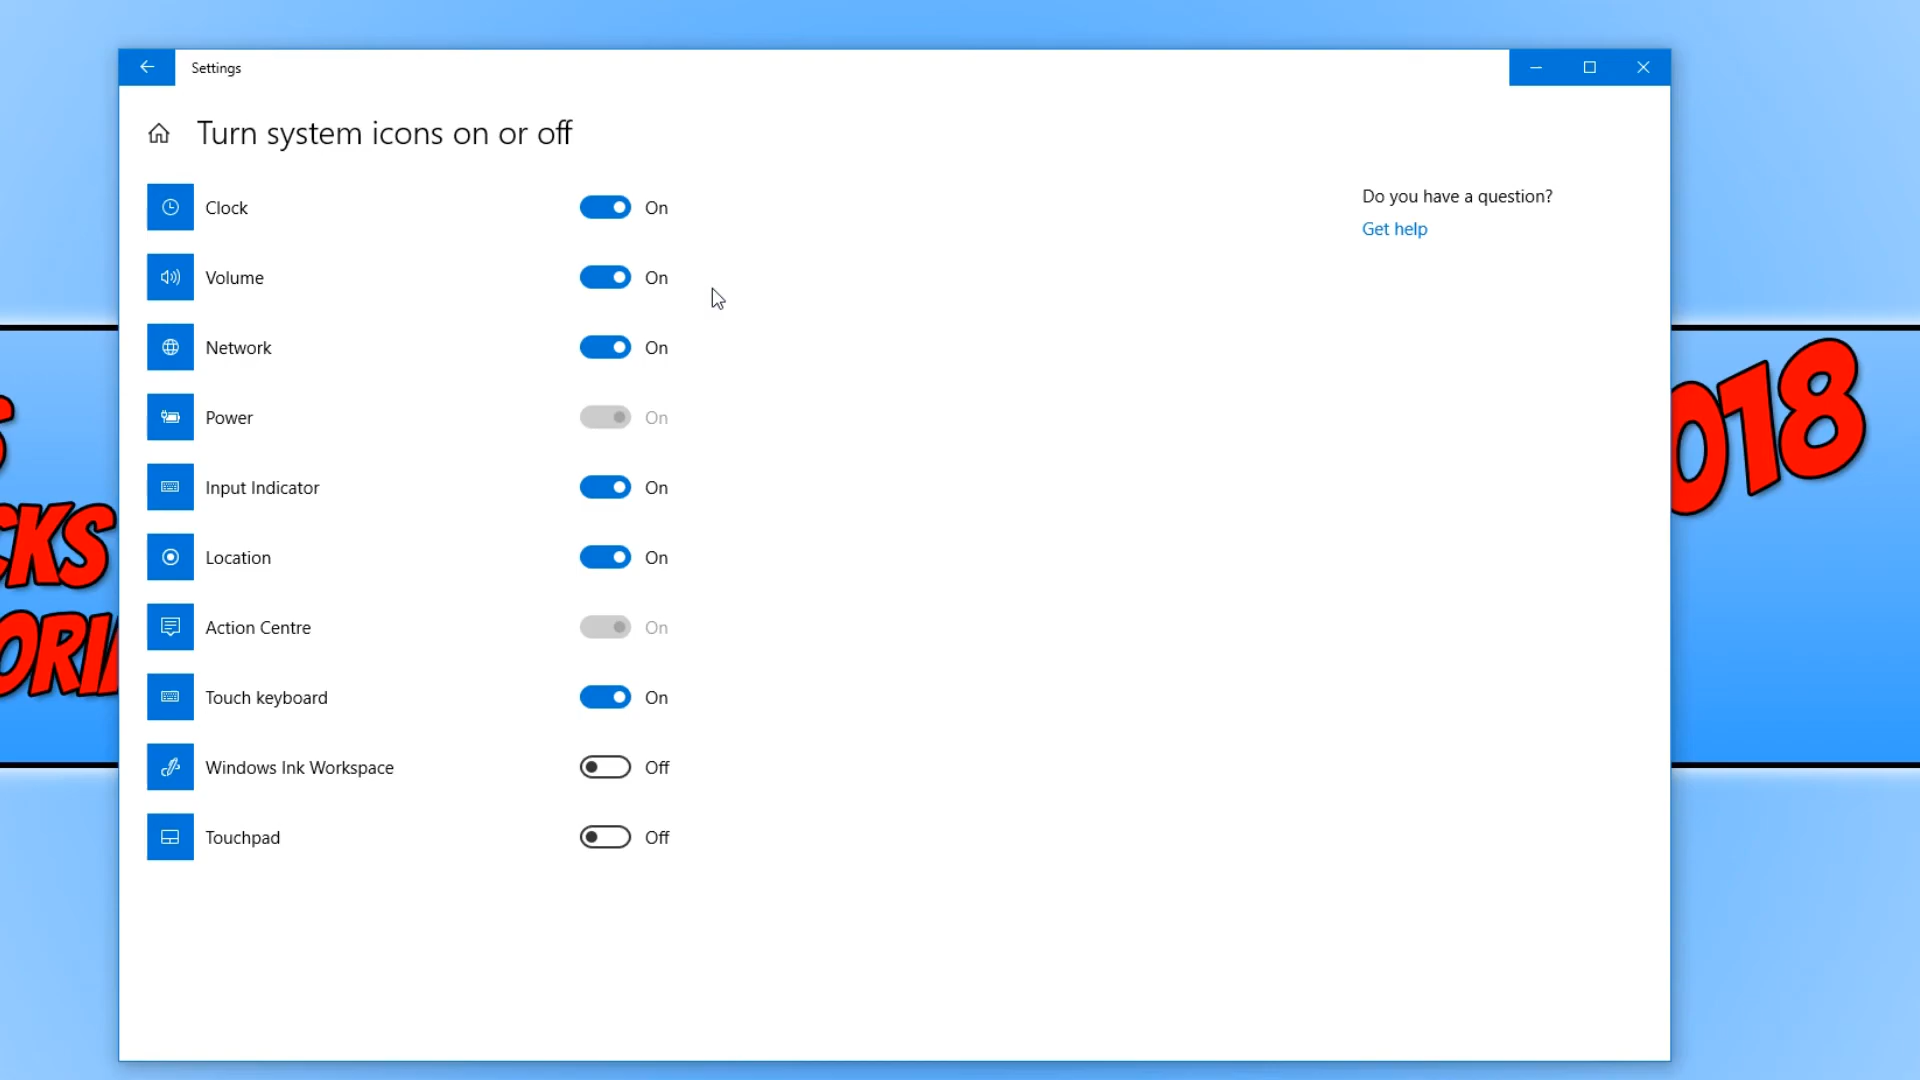 Settings
Turn system icons on or off
Clock On
Volume On
Network On
Power On
Input Indicator On
Location On
Action Centre On
Touch keyboard On
Windows Ink Workspace Off
Touchpad Off
Do you have a question?
Get help
018